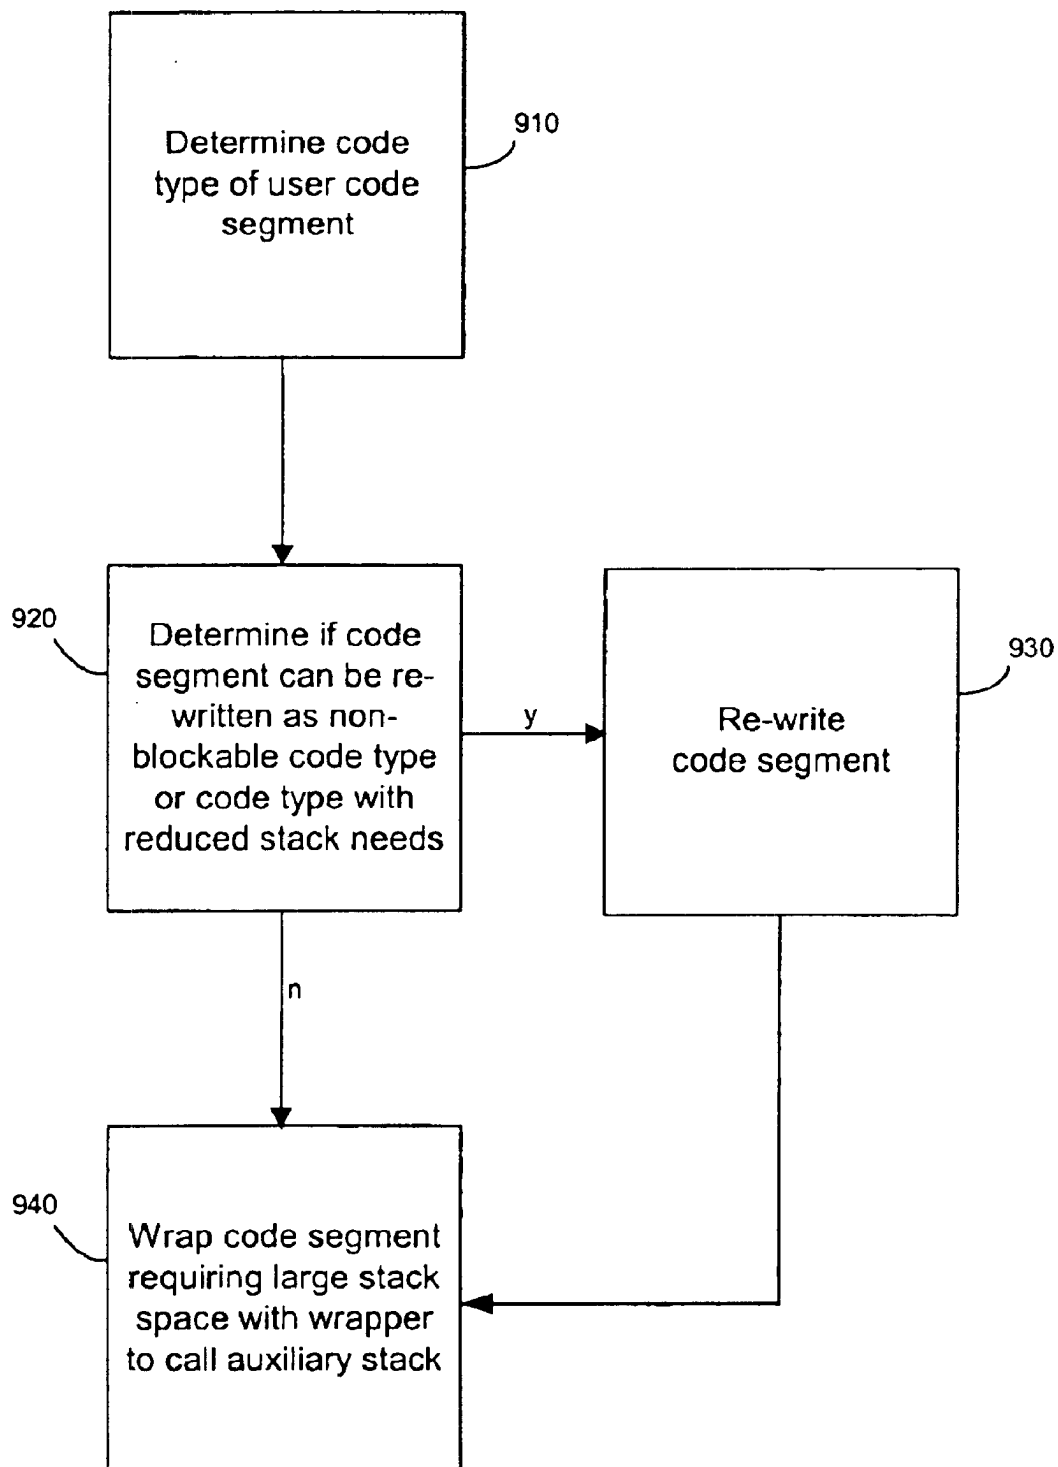 Determine code
type of user code
segment
910
920
Determine if code
segment can be re-
written as non-
blockable code type
or code type with
reduced stack needs
y
Re-write
code segment
930
n
940
Wrap code segment
requiring large stack
space with wrapper
to call auxiliary stack